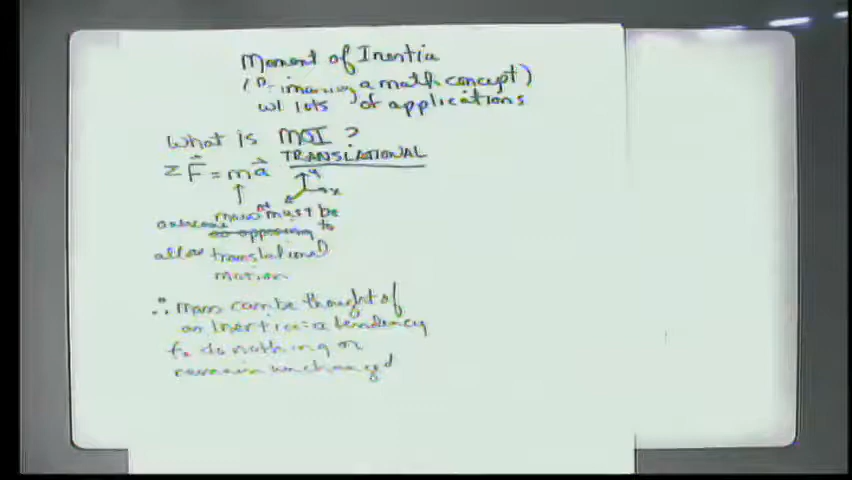 Moment of Inertia
(Primarily a math concept)
w/ lots of applications
What is MOI?
TRANSLATIONAL
ΣF⃗ = ma⃗
y
x
mass must be
overcome to
allow translational
motion
∴ mass can be thought of
as Inertia = a tendency
to do nothing or
remain unchanged